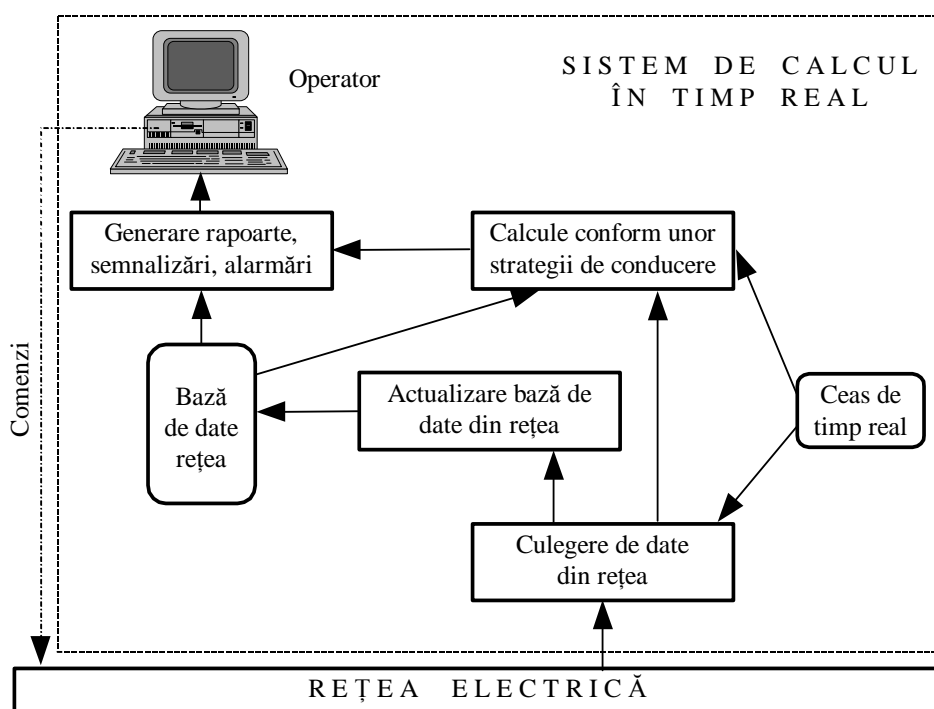 Operator
SISTEM DE CALCUL
ÎN TIMP REAL
Generare rapoarte,
semnalizări, alarmări
Calcule conform unor
strategii de conducere
Comenzi
Bază
de date
rețea
Actualizare bază de
date din rețea
Ceas de
timp real
Culegere de date
din rețea
REȚEA ELECTRICĂ